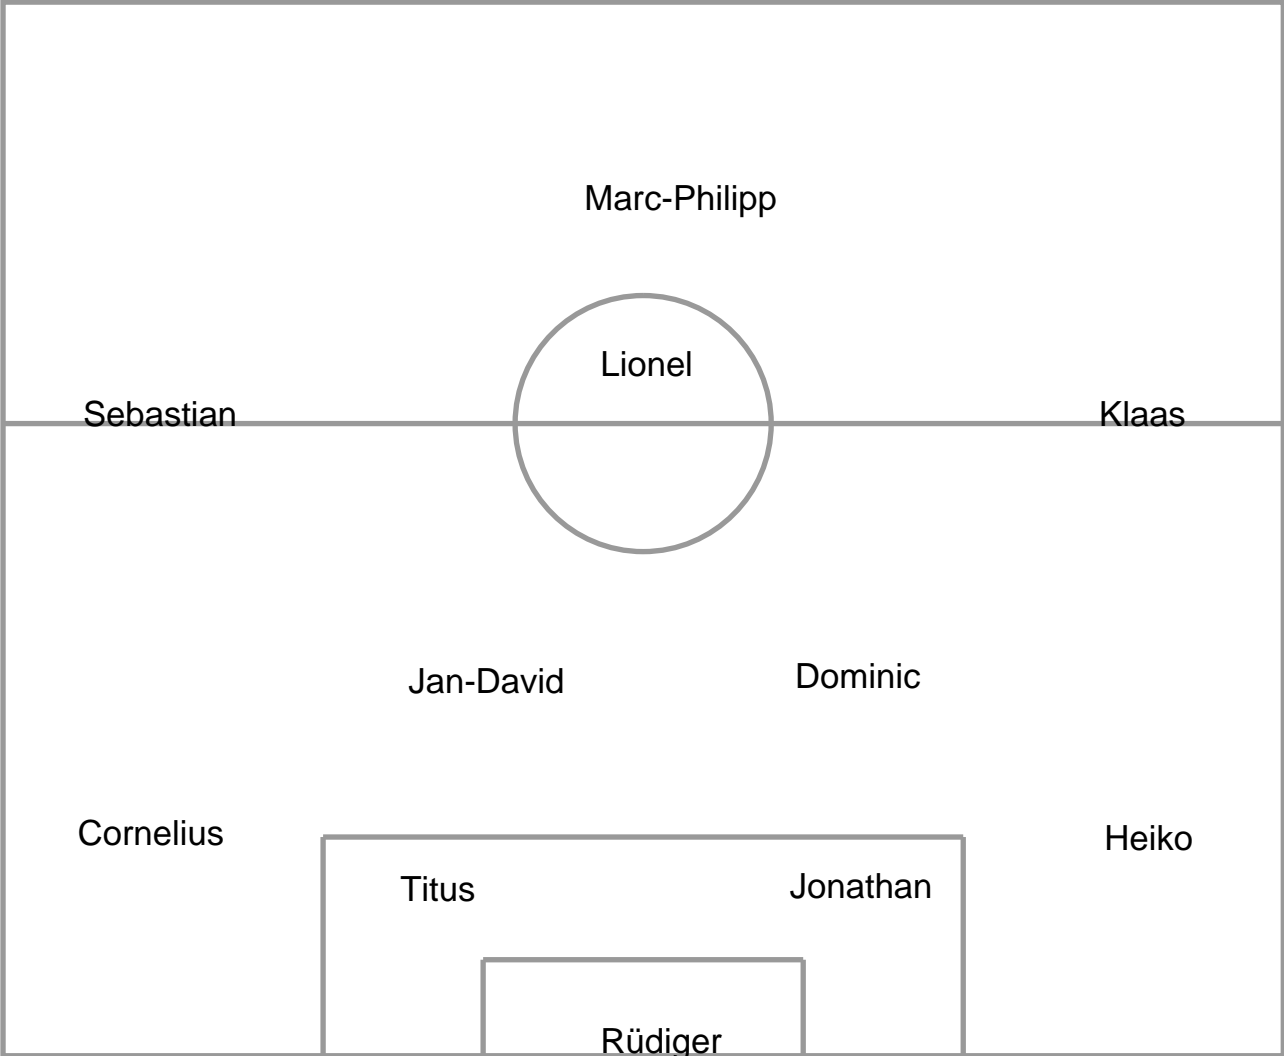 Marc-Philipp
Lionel
Sebastian
Klaas
Jan-David
Dominic
Cornelius
Heiko
Titus
Jonathan
Rüdiger